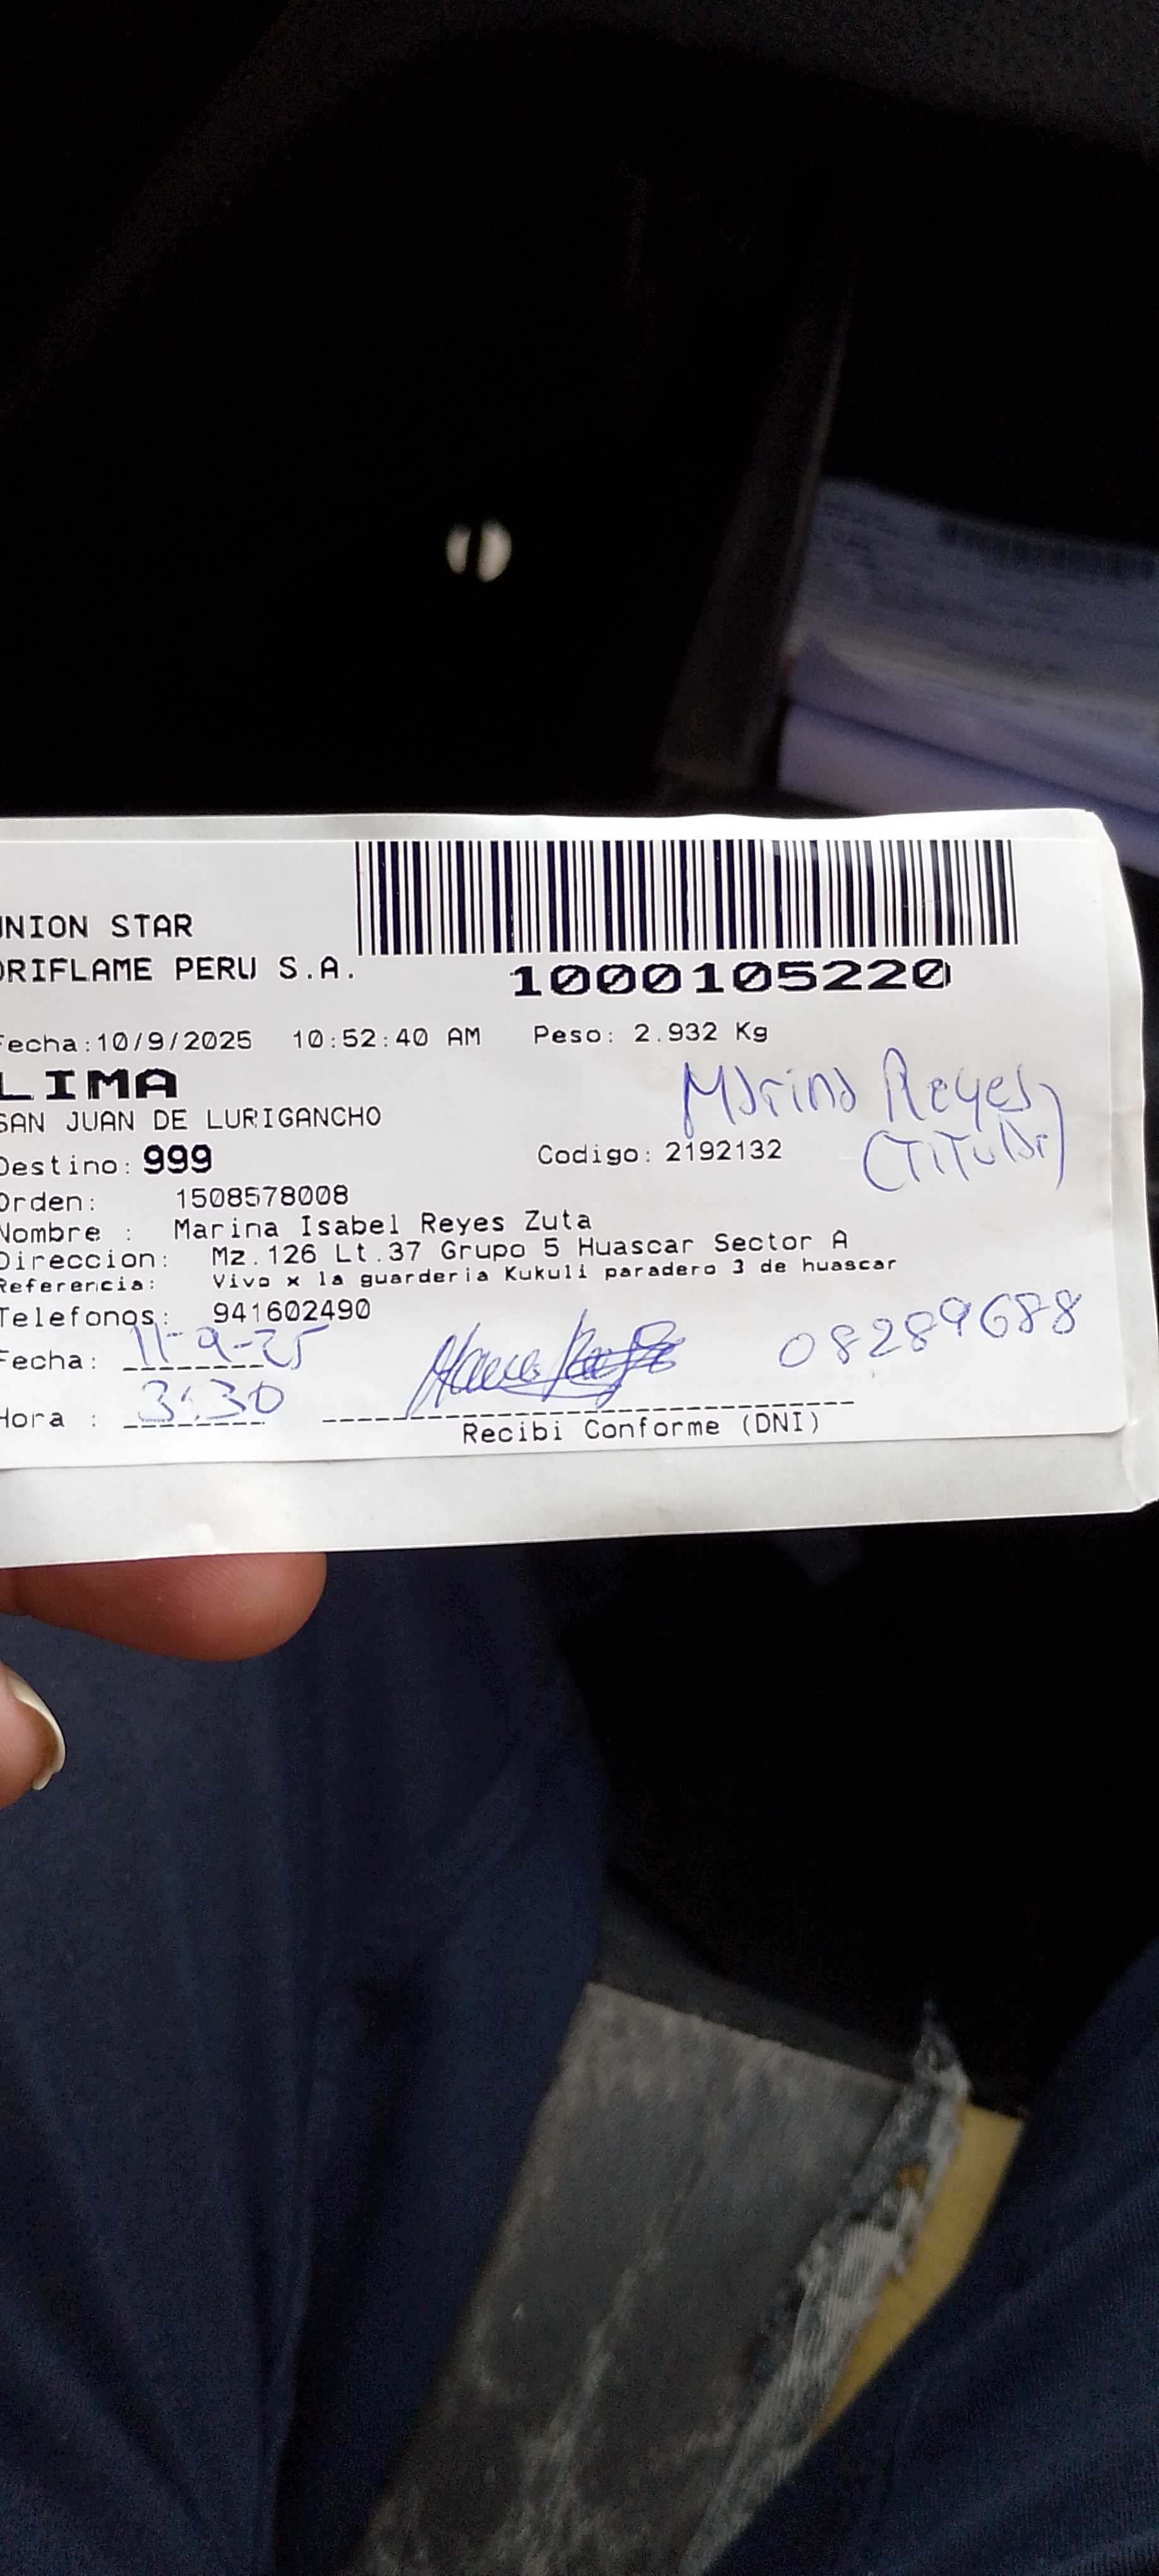 UNION STAR
ORIFLAME PERU S.A.
1000105220
Fecha:10/9/2025 10:52:40 AM Peso: 2.932 Kg
LIMA
Marina Reyes
SAN JUAN DE LURIGANCHO
(TiTular)
Destino: 999 Codigo: 2192132
Orden: 1508578008
Nombre : Marina Isabel Reyes Zuta
Direccion: Mz.126 Lt.37 Grupo 5 Huascar Sector A
Referencia: Vivo x la guarderia Kukuli paradero 3 de huascar
Telefonos: 941602490
Fecha: 11-9-25 08289688
Hora : 3:30
Recibi Conforme (DNI)